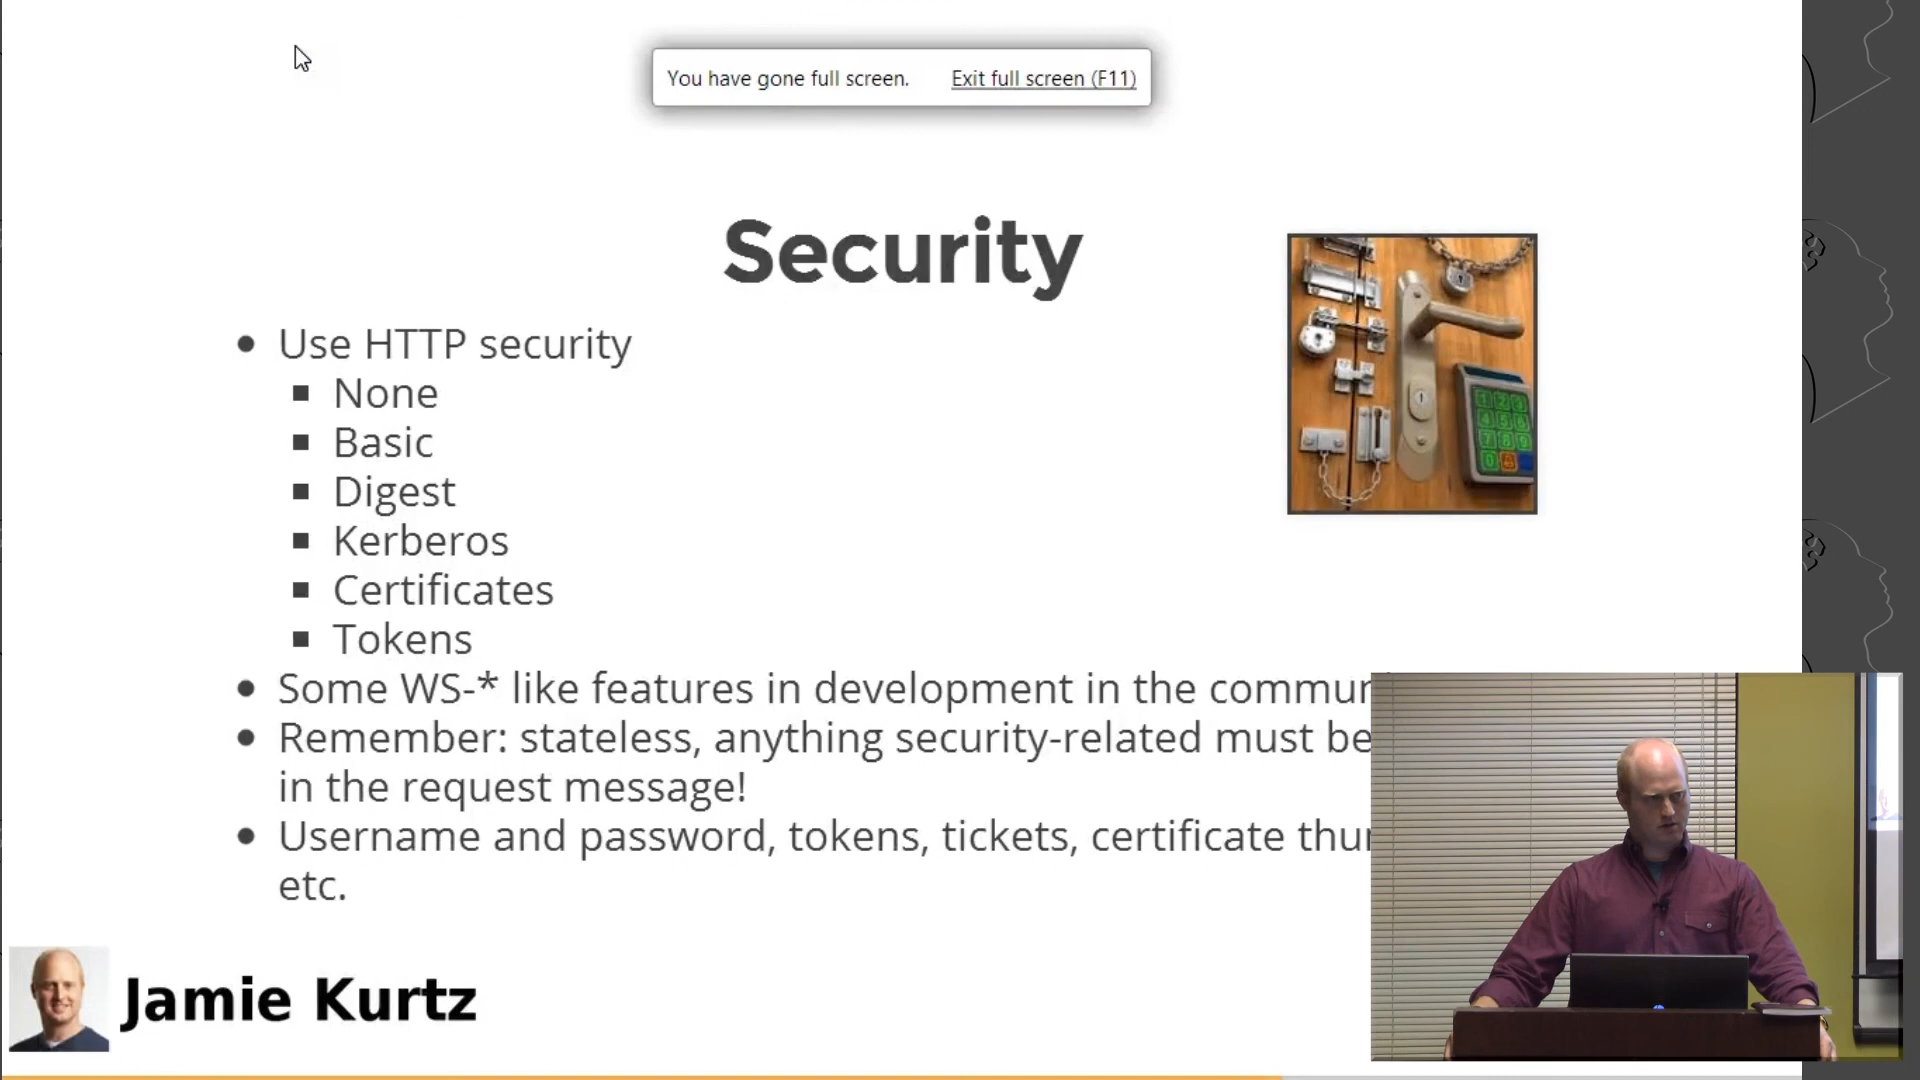 You have gone full screen. Exit full screen (F11)
Security
Use HTTP security
None
Basic
Digest
Kerberos
Certificates
Tokens
Some WS-* like features in development in the
Remember: stateless, anything security-related must be
in the request message!
Username and password, tokens, tickets, certificate
etc.
Jamie Kurtz